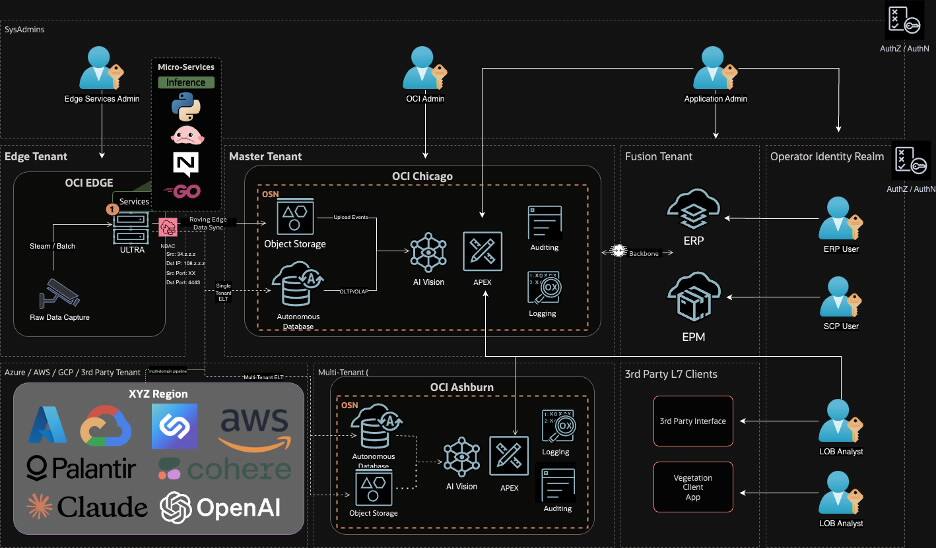 SysAdmins
AuthZ / AuthN
Edge Services Admin
Micro-Services
Inference
N
GO
OCI Admin
Application Admin
Edge Tenant
OCI EDGE
Services
1
ULTRA
Steam / Batch
Raw Data Capture
NBAC
Src: 34.x.x.x
Dst IP: 108.x.x.x
Src Port: XX
Dst Port: 4443
Roving Edge
Data Sync
Single
Tenant
ELT
Master Tenant
OCI Chicago
OSN
Object Storage
Upload Events
Autonomous
Database
OLTP/OLAP
AI Vision
APEX
Auditing
Logging
Backbone
Fusion Tenant
ERP
EPM
Operator Identity Realm
AuthZ / AuthN
ERP User
SCP User
Azure / AWS / GCP / 3rd Party Tenant
Multi-Tenant ELT
XYZ Region
aws
Palantir
cohere
Claude
OpenAI
Multi-Tenant (
OCI Ashburn
OSN
Autonomous
Database
Object Storage
AI Vision
APEX
Logging
Auditing
3rd Party L7 Clients
3rd Party Interface
Vegetation
Client
App
LOB Analyst
LOB Analyst